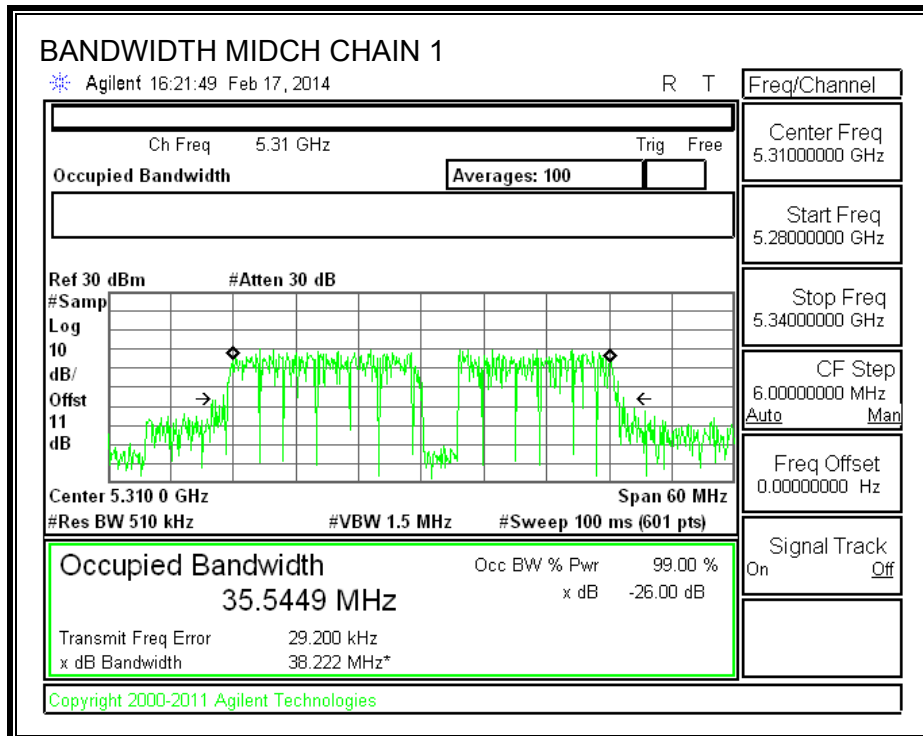 BANDWIDTH MIDCH CHAIN 1
Agilent 16:21:49 Feb 17, 2014 R T
Ch Freq 5.31 GHz Trig Free
Occupied Bandwidth Averages: 100
Ref 30 dBm #Atten 30 dB
#Samp
Log
10
dB/
Offst
11
dB
Center 5.310 0 GHz Span 60 MHz
#Res BW 510 kHz #VBW 1.5 MHz #Sweep 100 ms (601 pts)
Occupied Bandwidth Occ BW % Pwr 99.00 %
35.5449 MHz x dB -26.00 dB
Transmit Freq Error 29.200 kHz
x dB Bandwidth 38.222 MHz*
Copyright 2000-2011 Agilent Technologies
Freq/Channel
Center Freq
5.31000000 GHz
Start Freq
5.28000000 GHz
Stop Freq
5.34000000 GHz
CF Step
6.00000000 MHz
Auto Man
Freq Offset
0.00000000 Hz
Signal Track
On Off